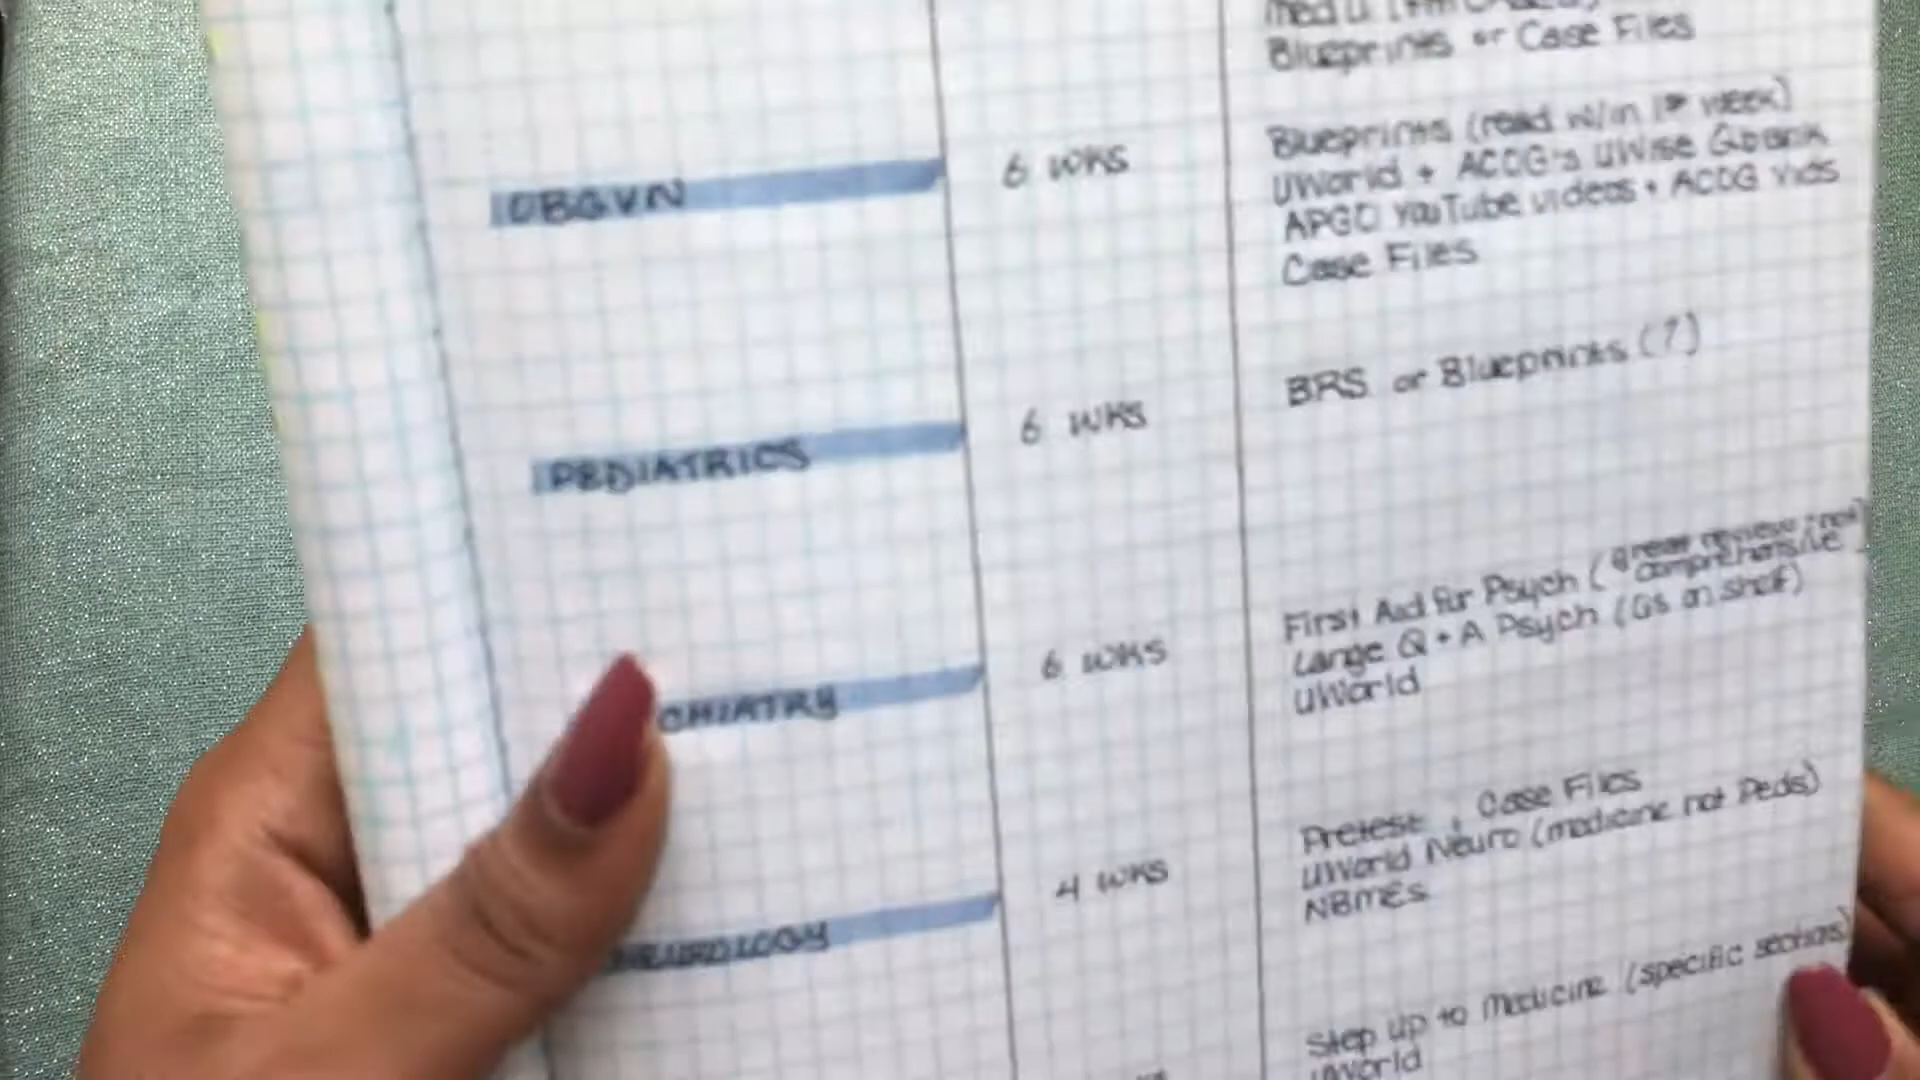 Blueprints or Case Files
OBGYN
6 WKS
Blueprints (read w/in 1st week)
UWorld + ACOG's UWise Qbank
APGO YouTube videos + ACOG vids
Case Files
PEDIATRICS
6 WKS
BRS or Blueprints (?)
CHIATRY
6 WKS
First Aid for Psych (great review not
comprehensive
Lange Q + A Psych (Qs on shelf)
UWorld
NEUROLOGY
4 WKS
Pretest + Case Files
UWorld Neuro (medicine not Peds)
NBMEs
Step Up to Medicine (specific sections)
UWorld